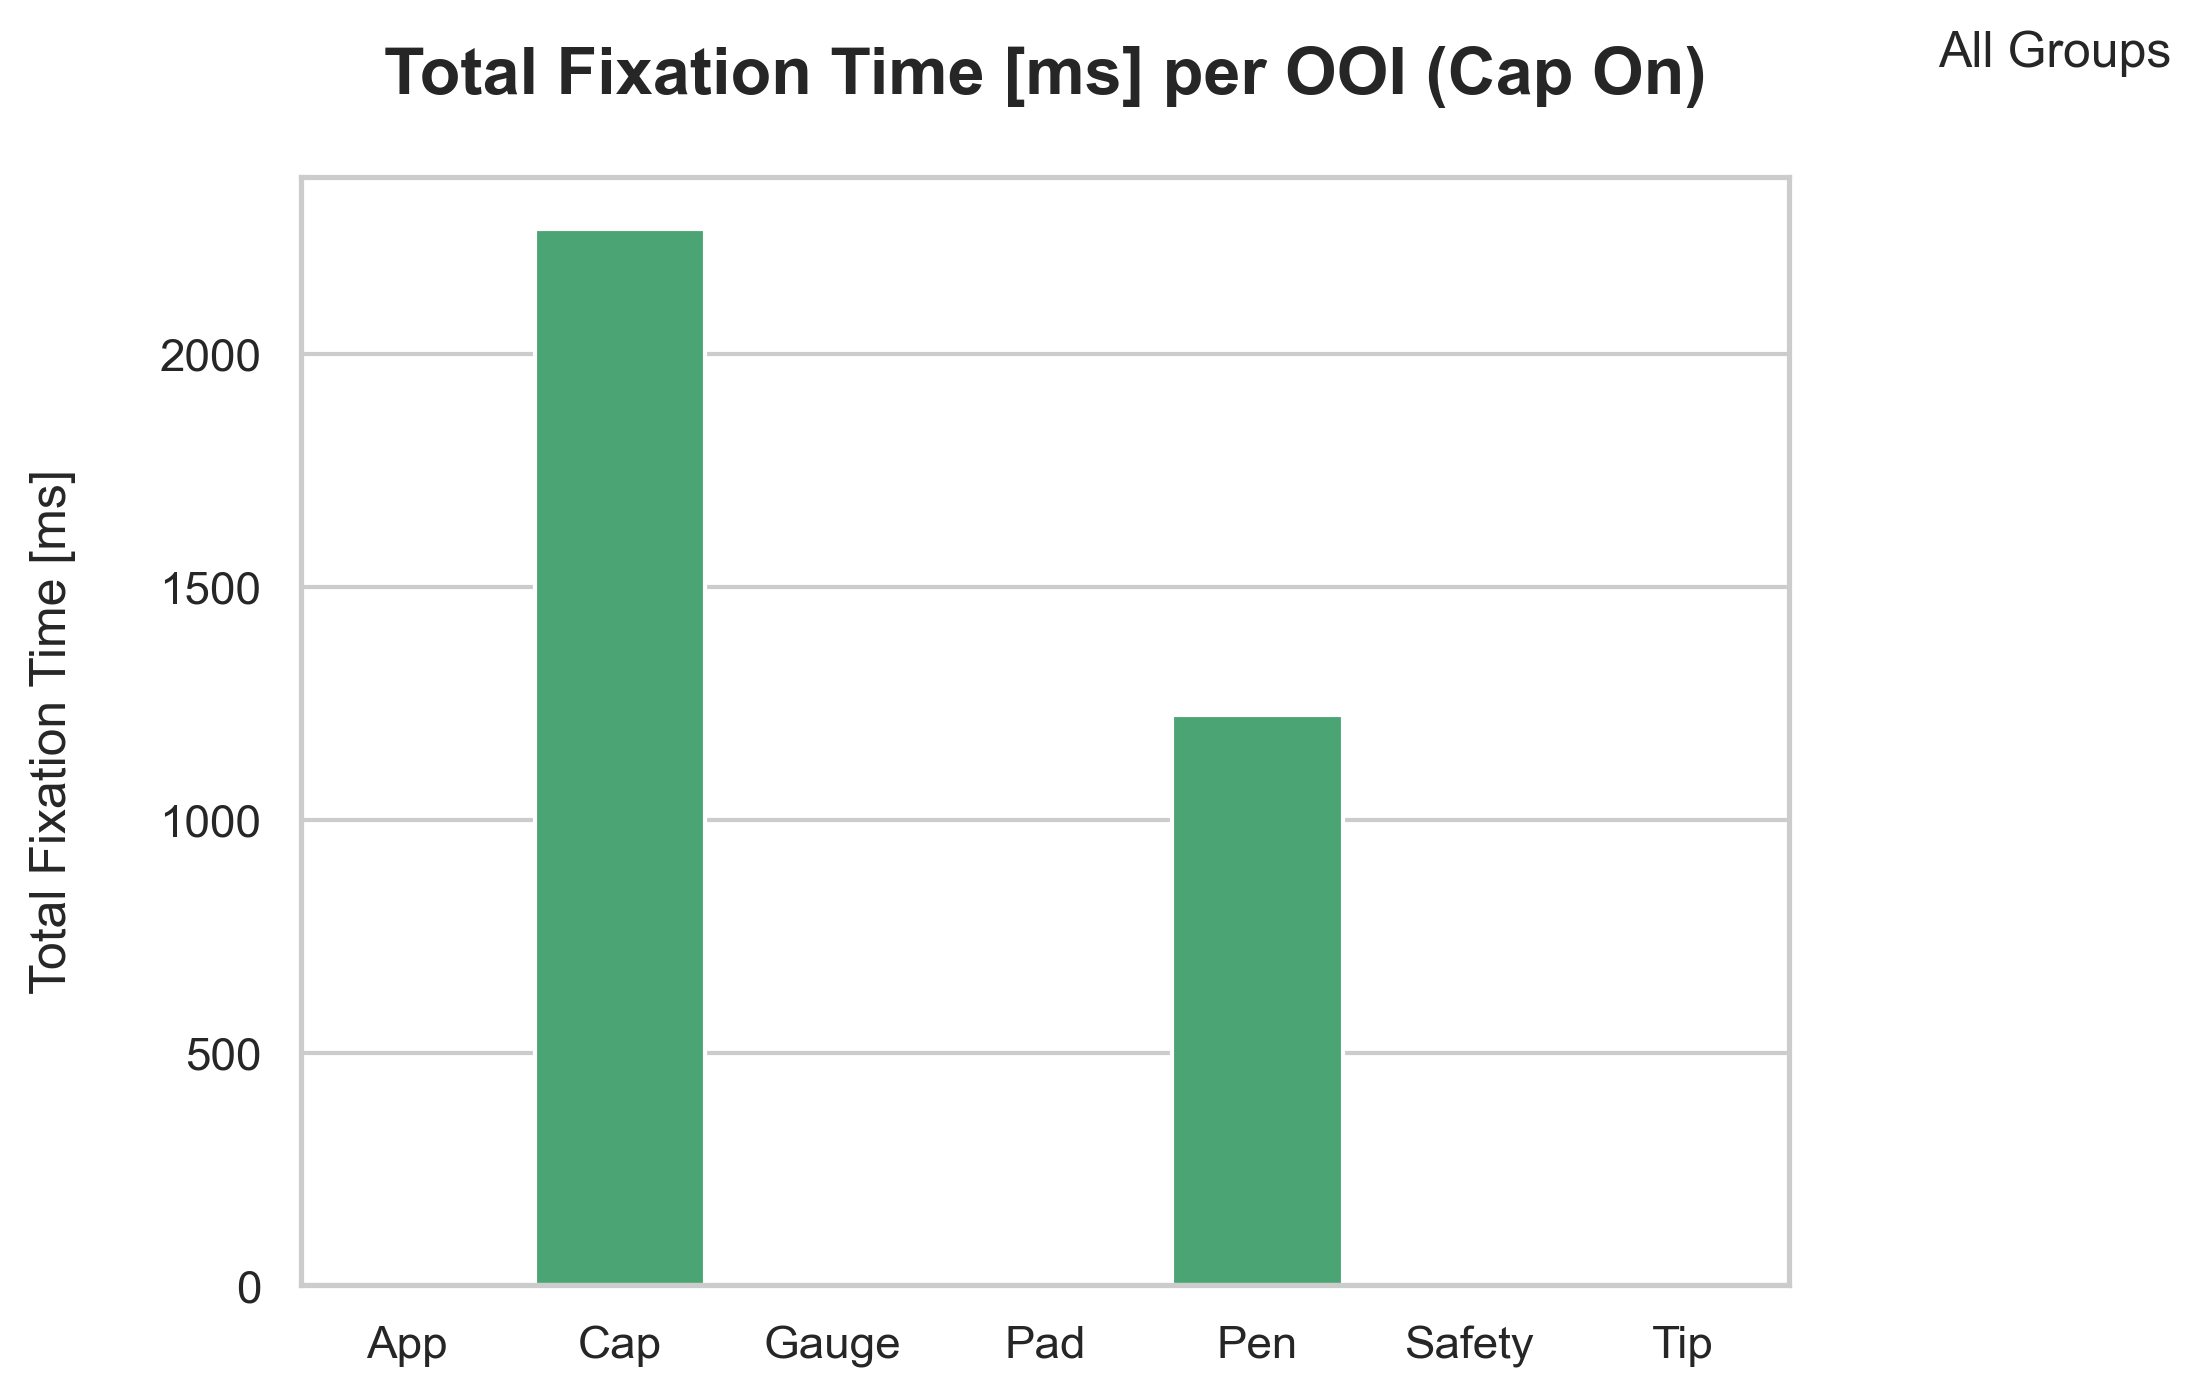 Total Fixation Time [ms] per OOI (Cap On)
All Groups
Total Fixation Time [ms]
2000
1500
1000
500
0
App Cap Gauge Pad Pen Safety Tip